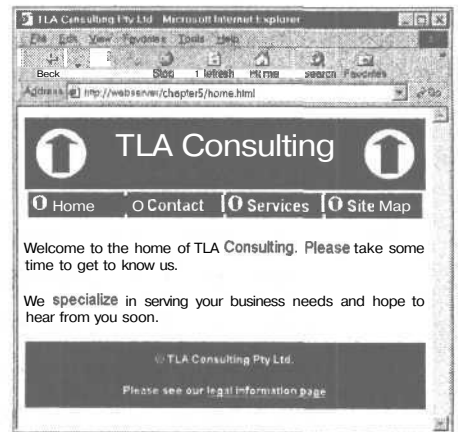 TLA Consulting Pty Ltd - Microsoft Internet Explorer
File Edit View Favorites Tools Help
Beck Stop 1 lefresh Home search Favorites
Address http://webserver/chapter5/home.html Go
TLA Consulting
Home O Contact Services Site Map
Welcome to the home of TLA Consulting. Please take some
time to get to know us.
We specialize in serving your business needs and hope to
hear from you soon.
© TLA Consulting Pty Ltd.
Please see our legal information page